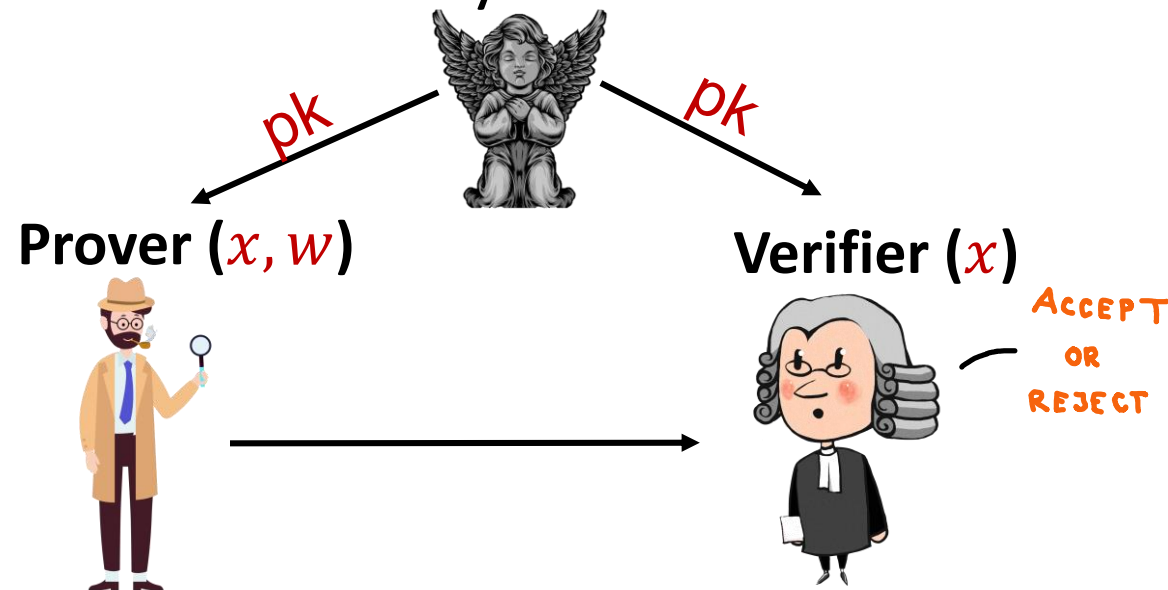 pk
pk
Prover (x, w)
Verifier (x)
ACCEPT
OR
REJECT